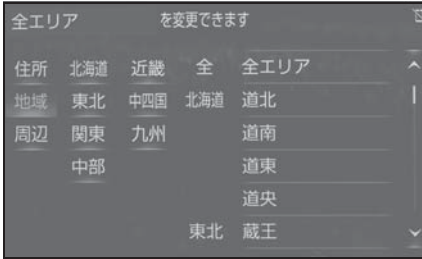 全エリア を変更できます
住所 北海道 近畿 全 全エリア
地域 東北 中四国 北海道 道北
周辺 関東 九州 道南
中部 道東
道央
東北 蔵王